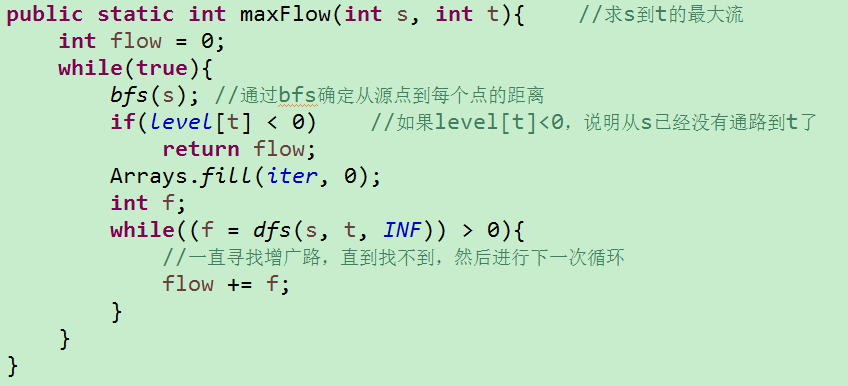 public static int maxFlow(int s, int t){    //求s到t的最大流
    int flow = 0;
    while(true){
        bfs(s); //通过bfs确定从源点到每个点的距离
        if(level[t] < 0)    //如果level[t]<0，说明从s已经没有通路到t了
            return flow;
        Arrays.fill(iter, 0);
        int f;
        while((f = dfs(s, t, INF)) > 0){
            //一直寻找增广路，直到找不到，然后进行下一次循环
            flow += f;
        }
    }
}